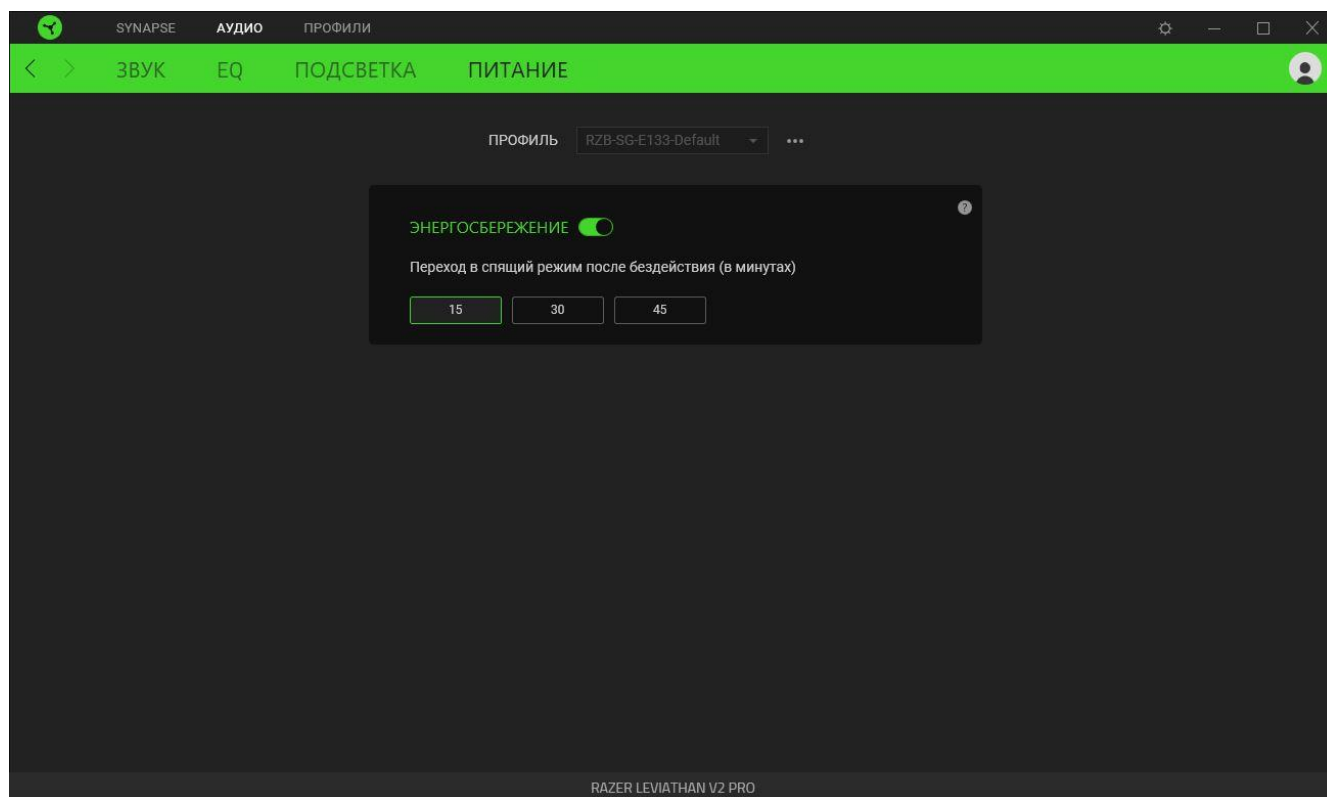 SYNAPSE АУДИО ПРОФИЛИ
ЗВУК EQ ПОДСВЕТКА ПИТАНИЕ
ПРОФИЛЬ RZB-SG-E133-Default
ЭНЕРГОСБЕРЕЖЕНИЕ ?
Переход в спящий режим после бездействия (в минутах)
15 30 45
RAZER LEVIATHAN V2 PRO